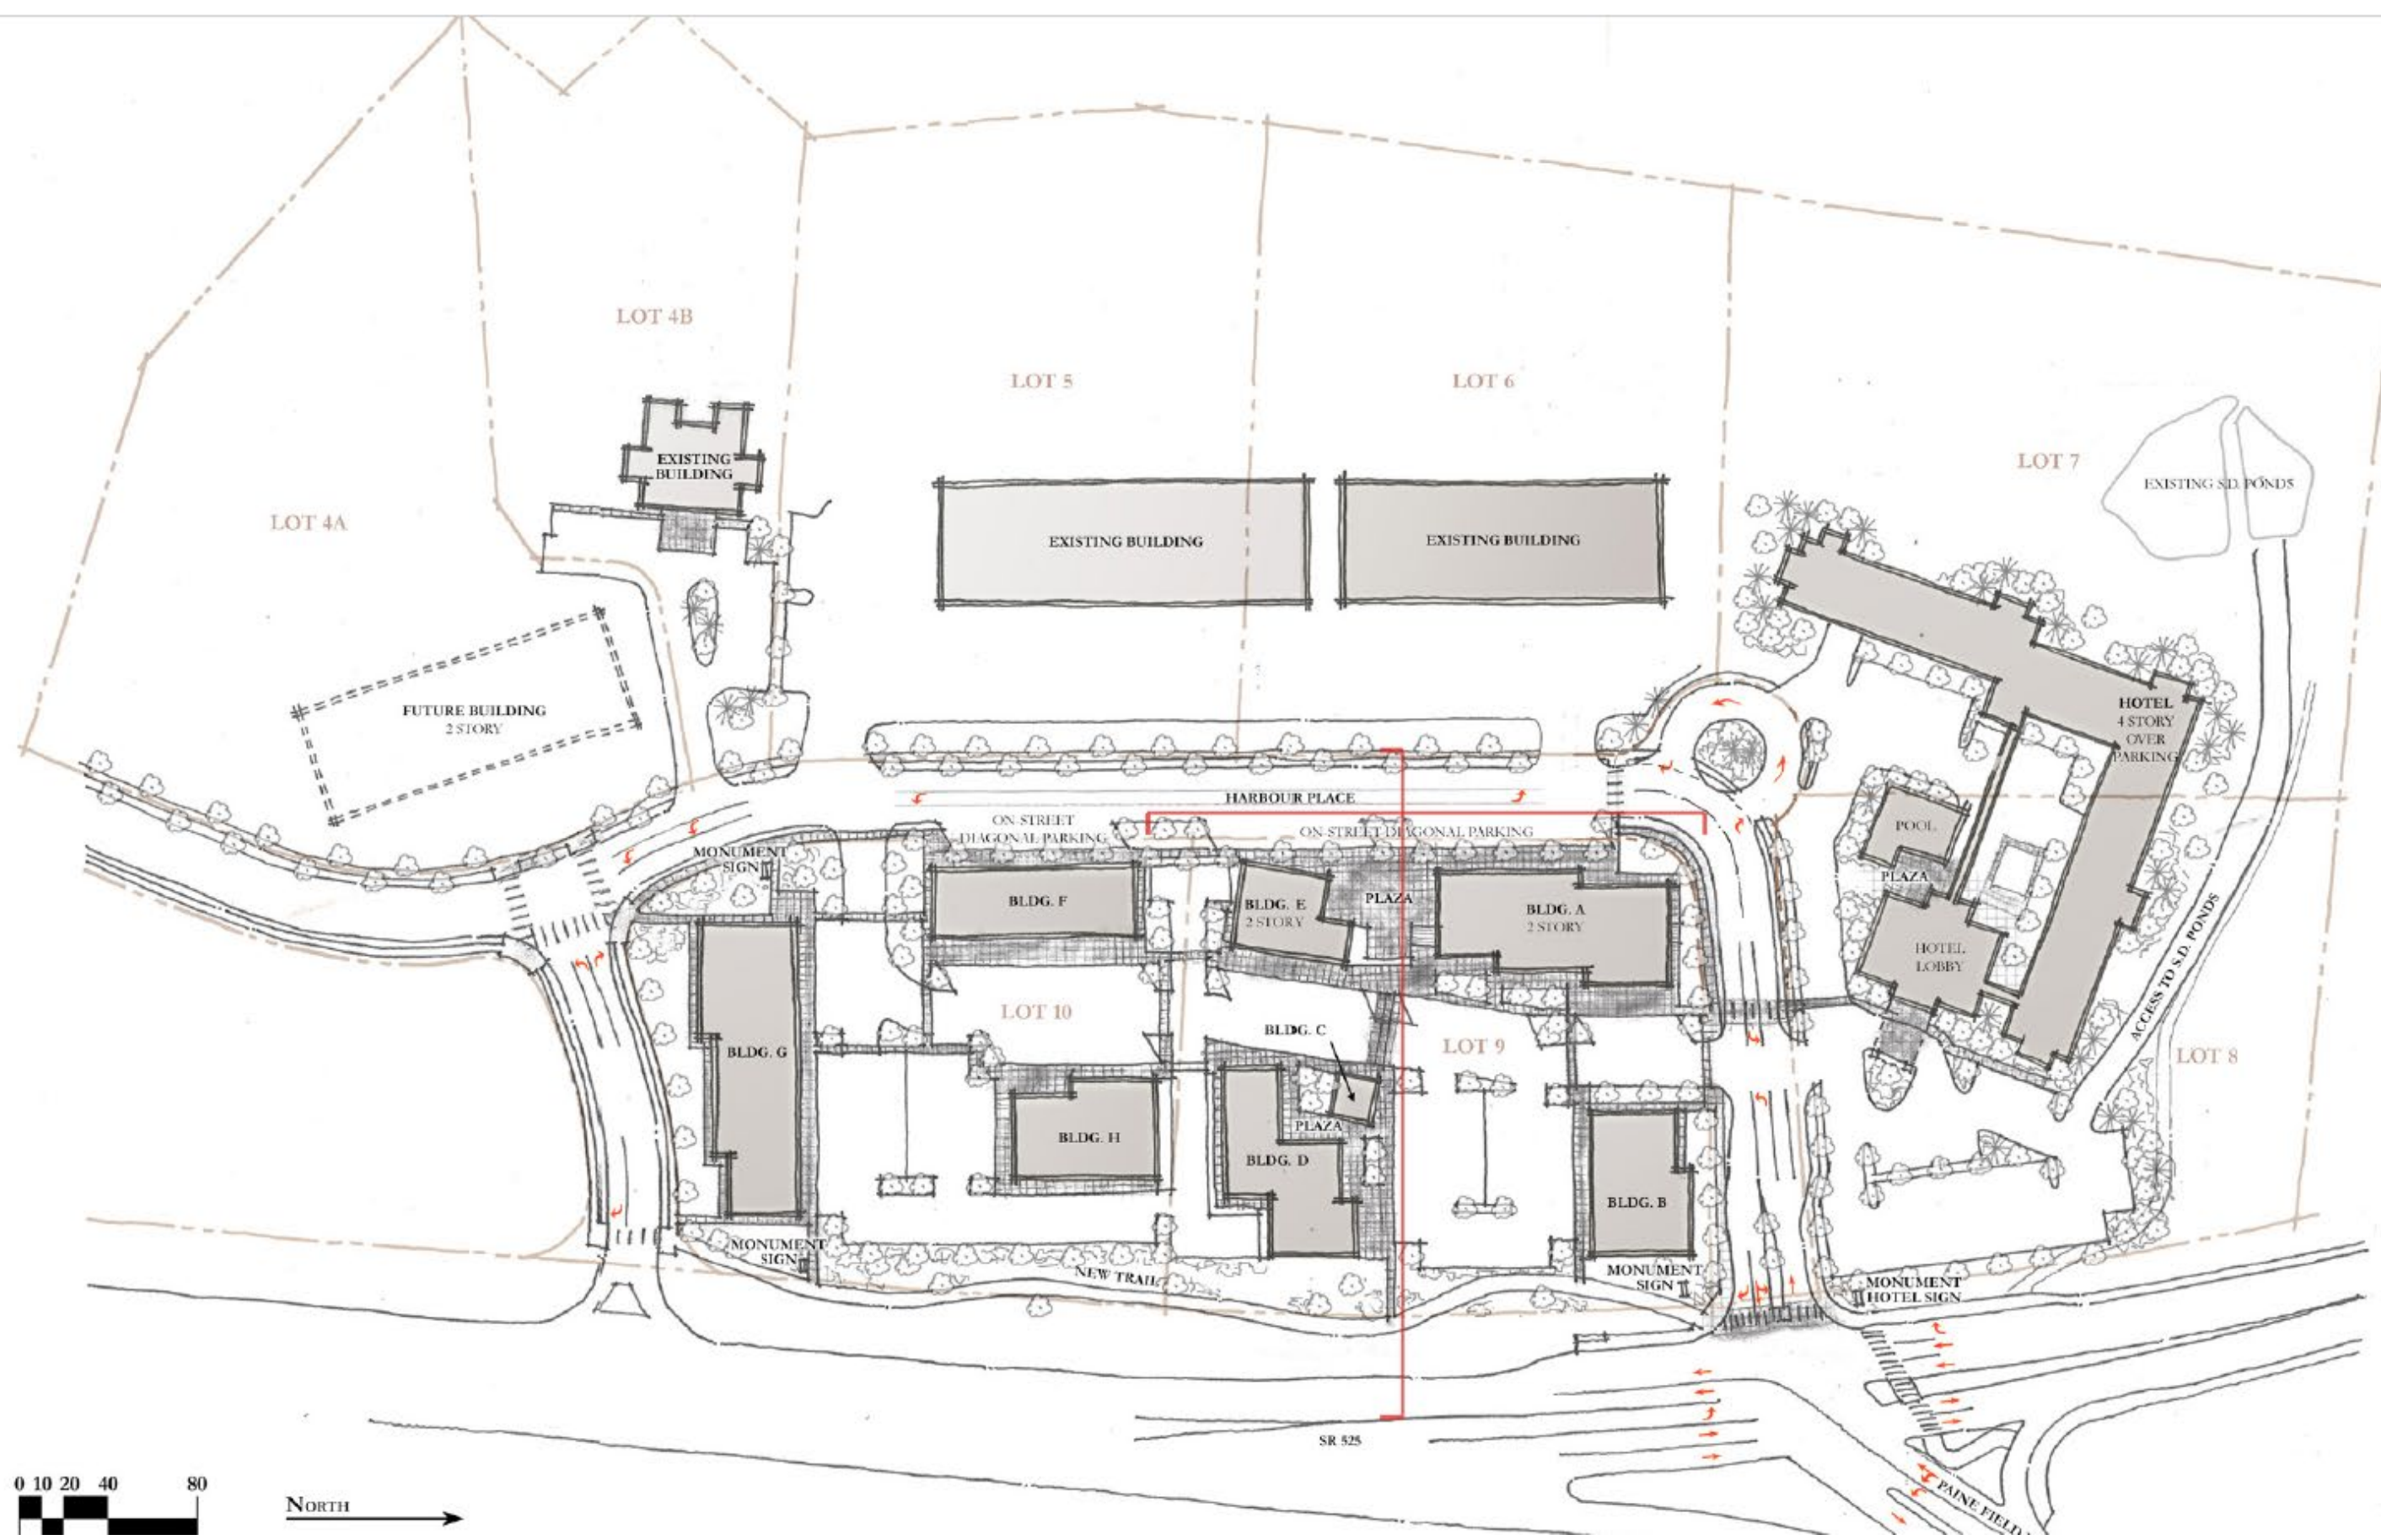 LOT 4B
LOT 5
LOT 6
LOT 7
EXISTING
BUILDING
EXISTING S.D. PONDS
LOT 4A
EXISTING BUILDING
EXISTING BUILDING
FUTURE BUILDING
2 STORY
HOTEL
4 STORY
OVER
PARKING
HARBOUR PLACE
ON-STREET
DIAGONAL PARKING
ON-STREET DIAGONAL PARKING
POOL
MONUMENT
SIGN
PLAZA
BLDG. F
BLDG. E
2 STORY
PLAZA
BLDG. A
2 STORY
HOTEL
LOBBY
ACCESS TO S.D. PONDS
LOT 10
BLDG. C
LOT 9
LOT 8
BLDG. G
BLDG. H
PLAZA
BLDG. D
BLDG. B
MONUMENT
SIGN
NEW TRAIL
MONUMENT
SIGN
MONUMENT
HOTEL SIGN
SR 525
PAINE FIELD
0 10 20 40 80
NORTH